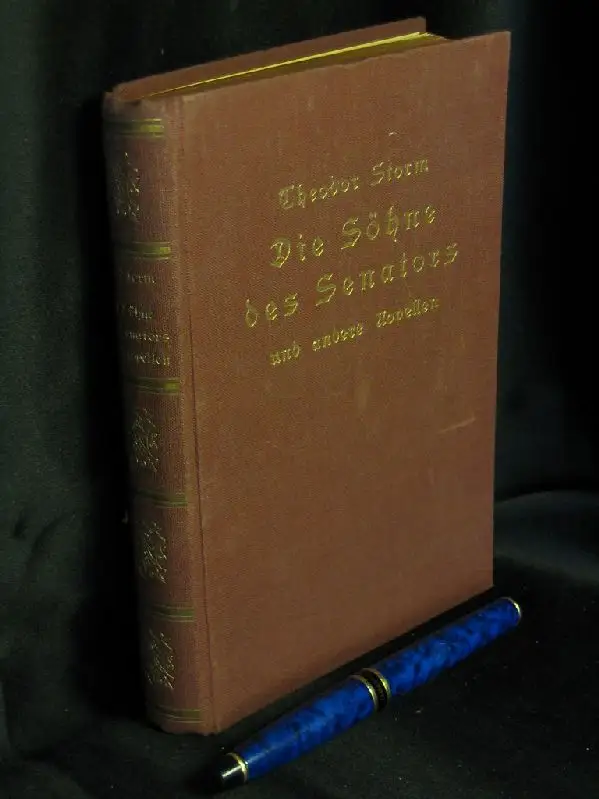 Theodor Storm
Die Söhne
des Senators
und andere Novellen